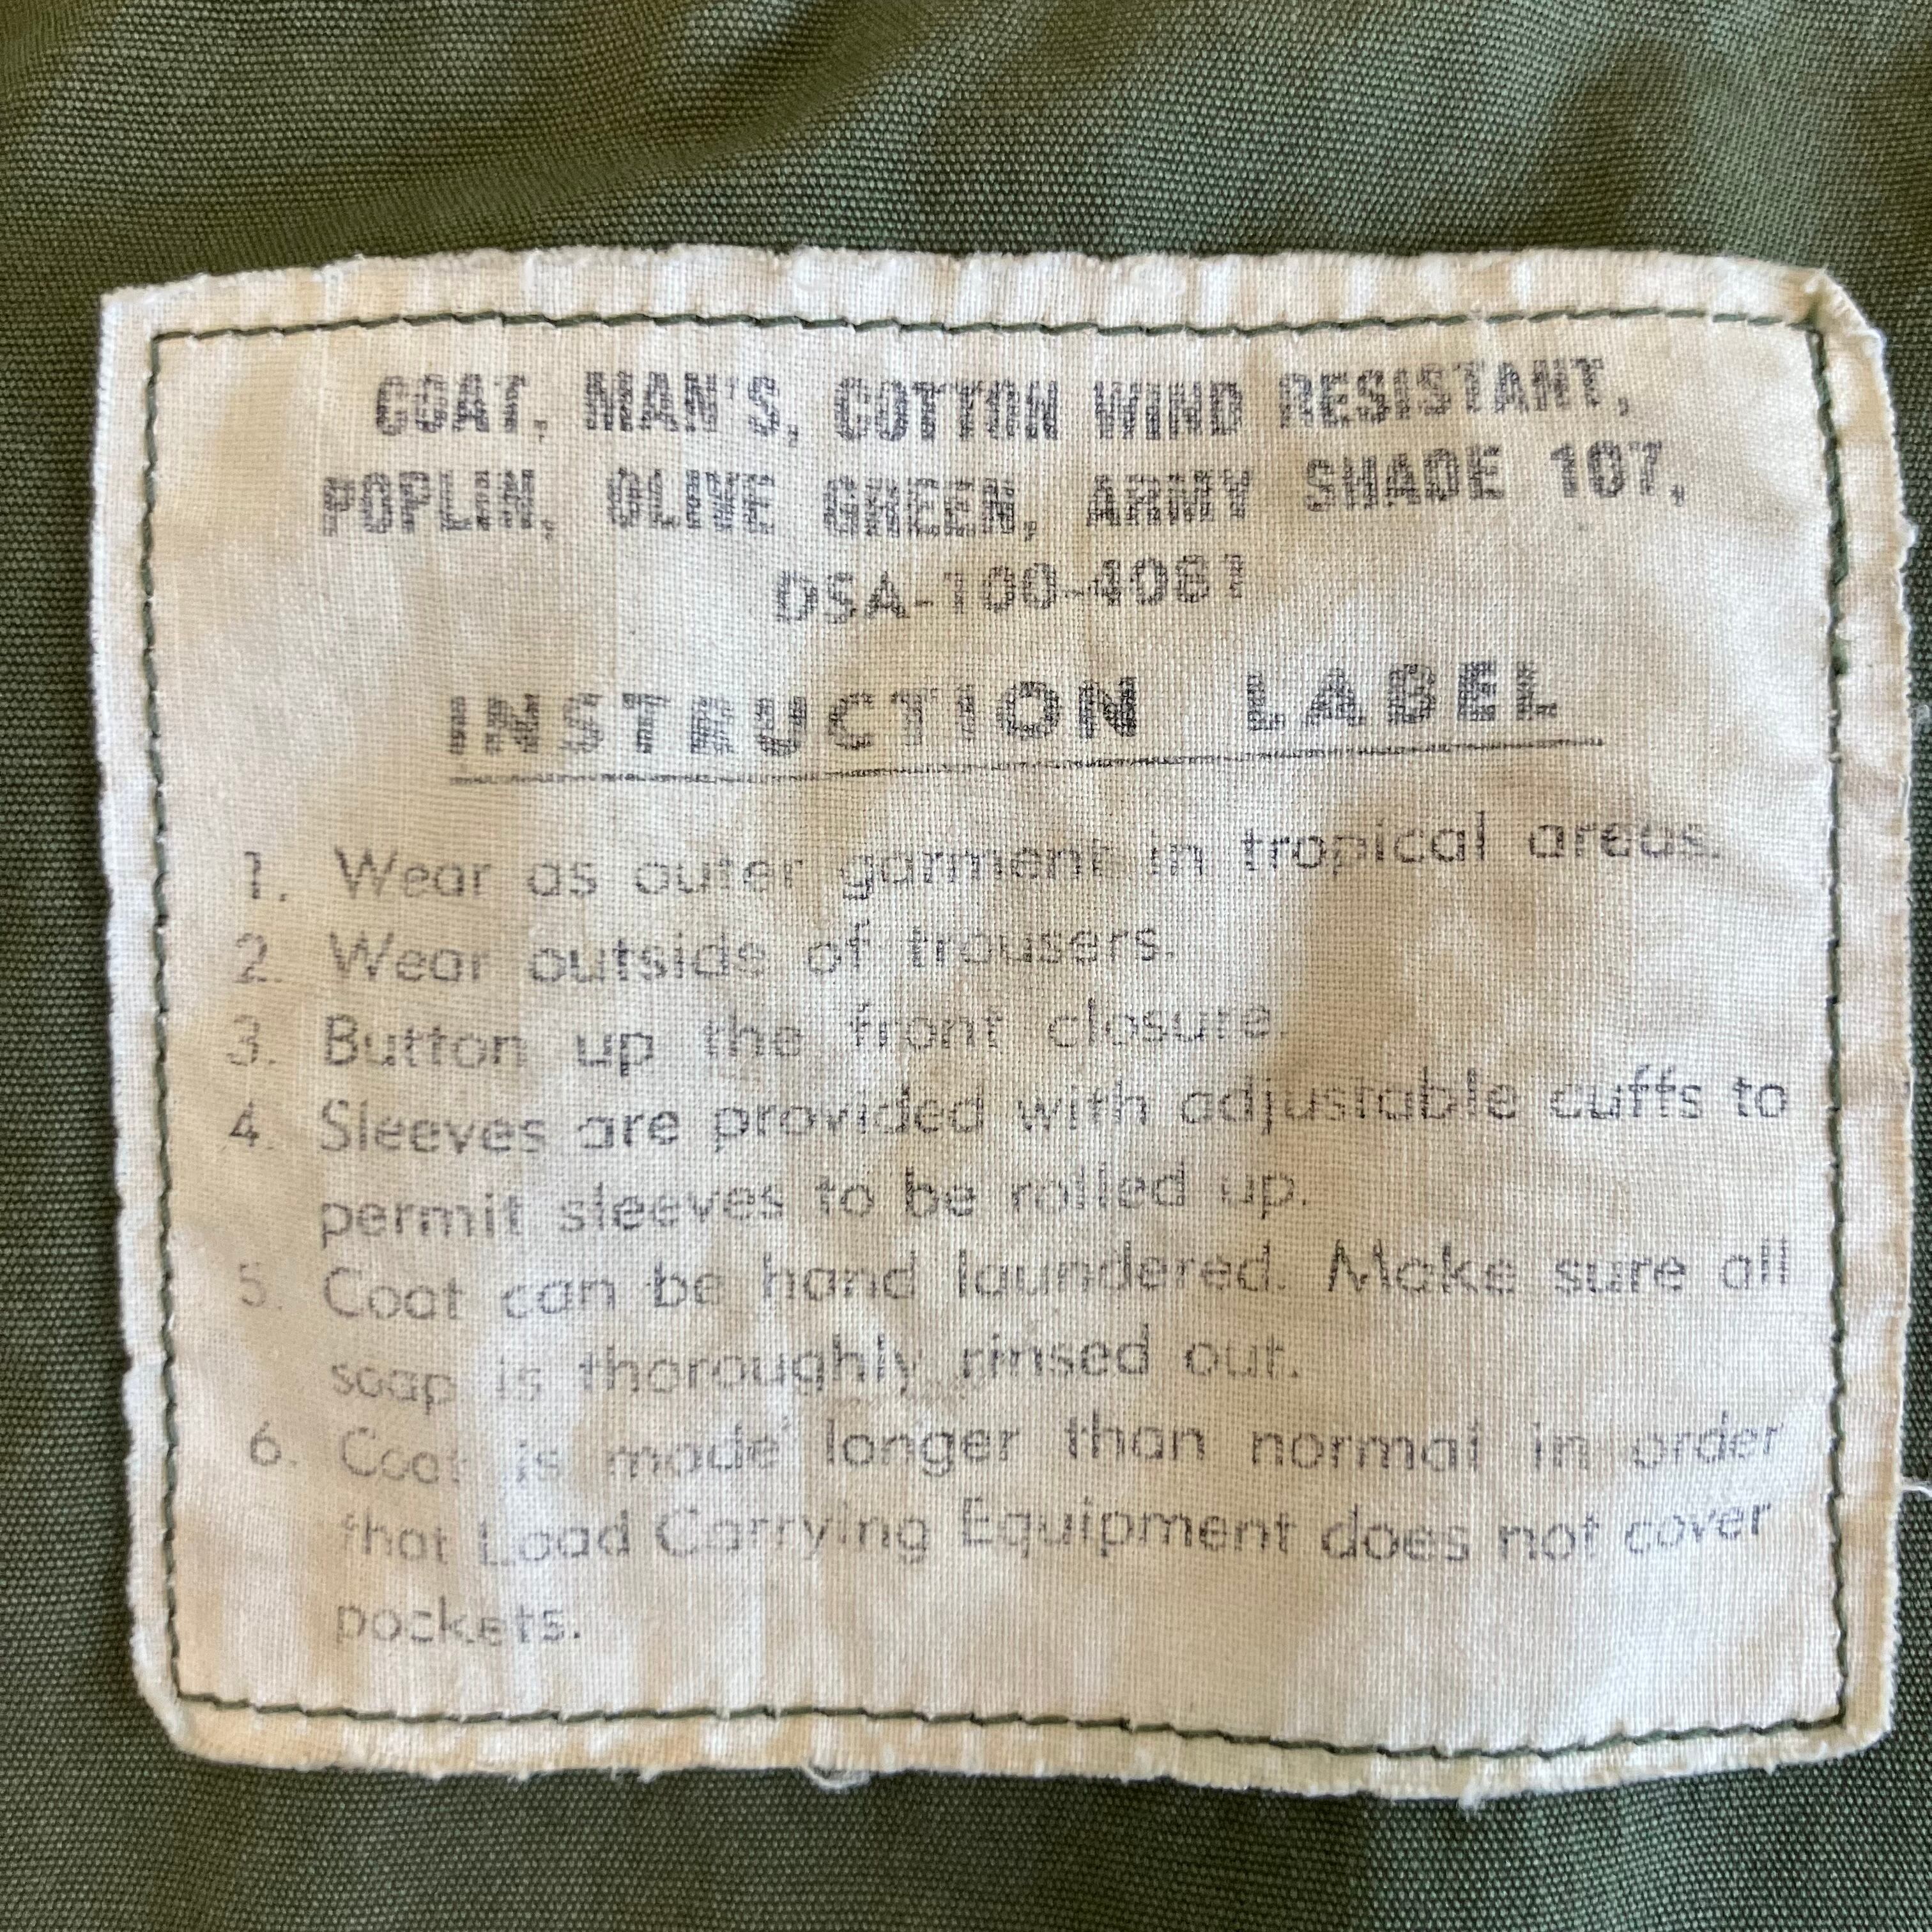 COAT, MAN'S, COTTON WIND RESISTANT,
POPLIN, OLIVE GREEN, ARMY SHADE 107,
DSA-100-4061
INSTRUCTION LABEL
1. Wear as outer garment in tropical areas.
2. Wear outside of trousers.
3. Button up the front closure.
4. Sleeves are provided with adjustable cuffs to
permit sleeves to be rolled up.
5. Coat can be hand laundered. Make sure all
soap is thoroughly rinsed out.
6. Coat is made longer than normal in order
that Load Carrying Equipment does not cover
pockets.